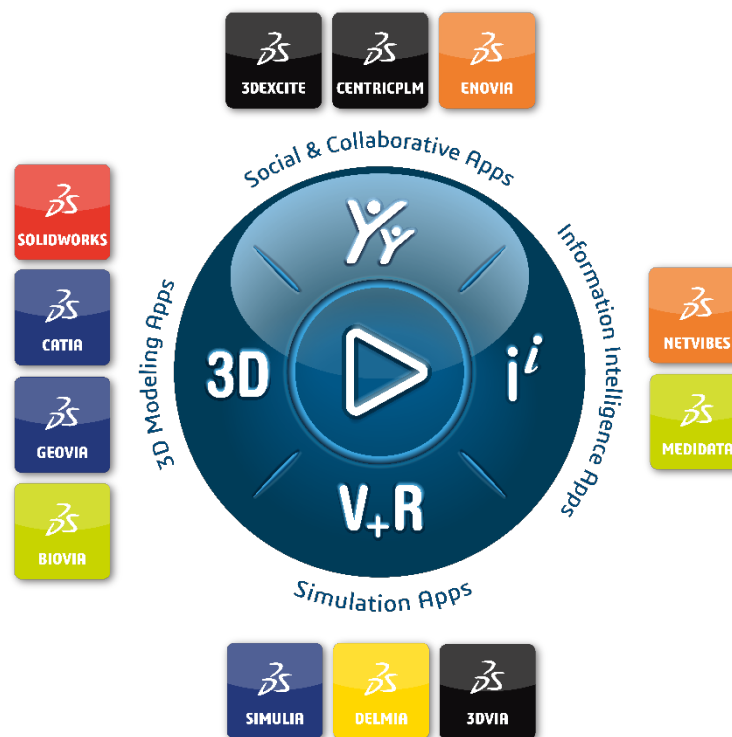 3DEXCITE
CENTRICPLM
ENOVIA
Social & Collaborative Apps
SOLIDWORKS
CATIA
GEOVIA
BIOVIA
3D Modeling Apps
3D
i i
V+R
Information Intelligence Apps
NETVIBES
MEDIDATA
Simulation Apps
SIMULIA
DELMIA
3DVIA